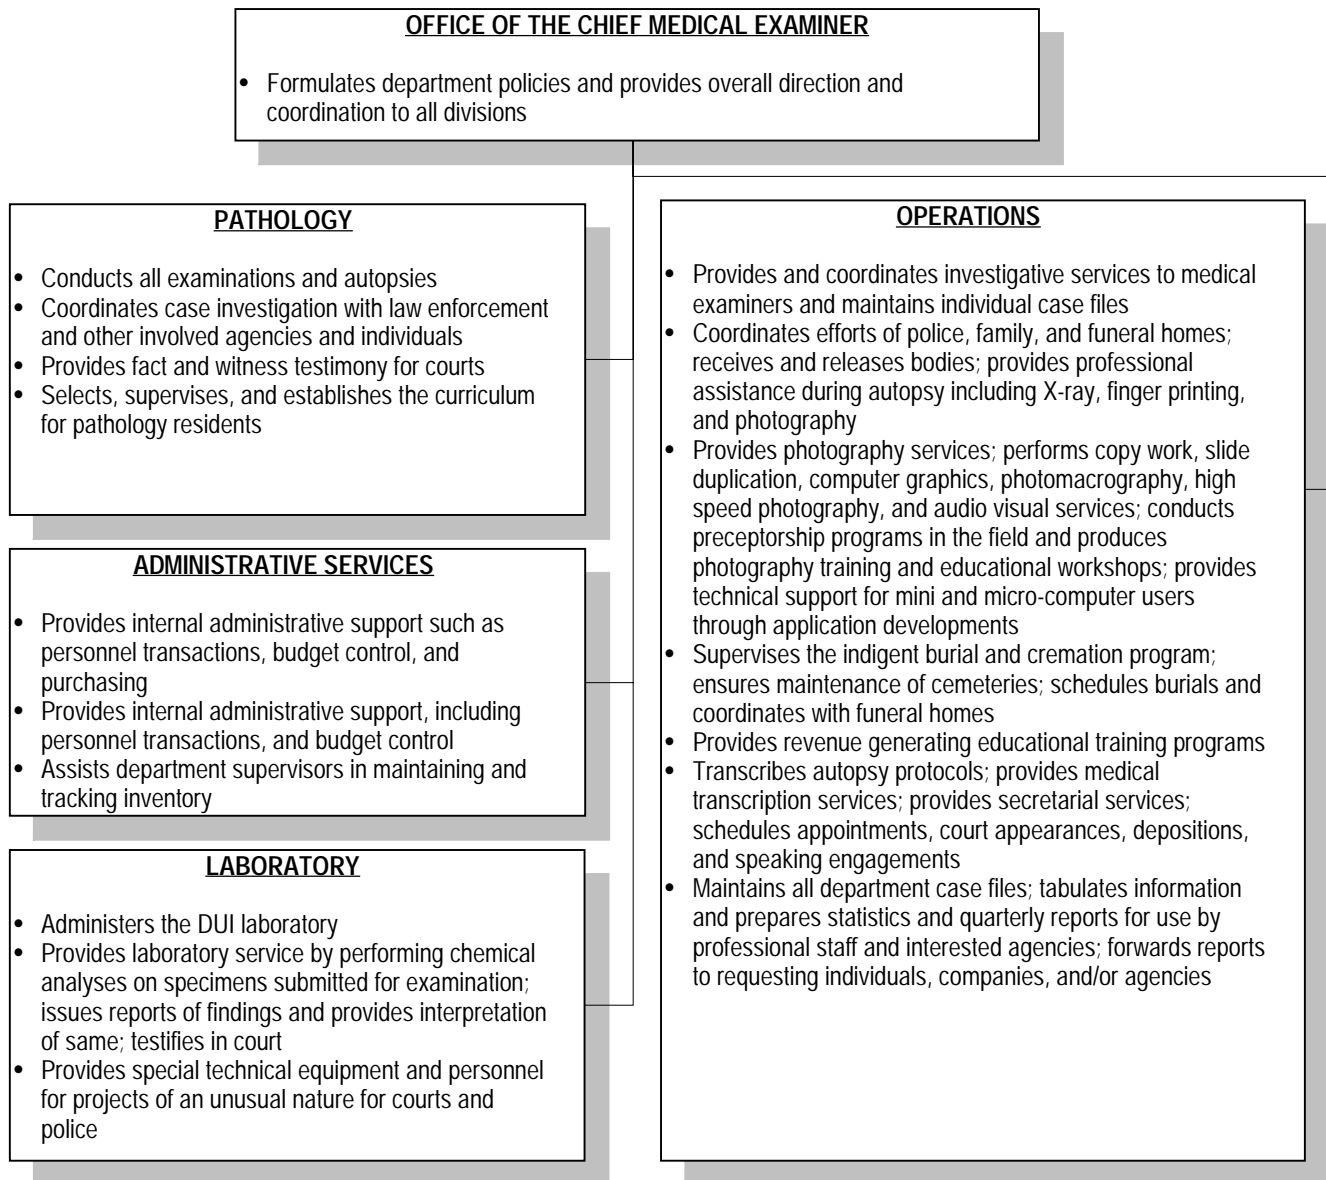 OFFICE OF THE CHIEF MEDICAL EXAMINER
• Formulates department policies and provides overall direction and
coordination to all divisions
PATHOLOGY
• Conducts all examinations and autopsies
• Coordinates case investigation with law enforcement
and other involved agencies and individuals
• Provides fact and witness testimony for courts
• Selects, supervises, and establishes the curriculum
for pathology residents
ADMINISTRATIVE SERVICES
• Provides internal administrative support such as
personnel transactions, budget control, and
purchasing
• Provides internal administrative support, including
personnel transactions, and budget control
• Assists department supervisors in maintaining and
tracking inventory
LABORATORY
• Administers the DUI laboratory
• Provides laboratory service by performing chemical
analyses on specimens submitted for examination;
issues reports of findings and provides interpretation
of same; testifies in court
• Provides special technical equipment and personnel
for projects of an unusual nature for courts and
police
OPERATIONS
• Provides and coordinates investigative services to medical
examiners and maintains individual case files
• Coordinates efforts of police, family, and funeral homes;
receives and releases bodies; provides professional
assistance during autopsy including X-ray, finger printing,
and photography
• Provides photography services; performs copy work, slide
duplication, computer graphics, photomacrography, high
speed photography, and audio visual services; conducts
preceptorship programs in the field and produces
photography training and educational workshops; provides
technical support for mini and micro-computer users
through application developments
• Supervises the indigent burial and cremation program;
ensures maintenance of cemeteries; schedules burials and
coordinates with funeral homes
• Provides revenue generating educational training programs
• Transcribes autopsy protocols; provides medical
transcription services; provides secretarial services;
schedules appointments, court appearances, depositions,
and speaking engagements
• Maintains all department case files; tabulates information
and prepares statistics and quarterly reports for use by
professional staff and interested agencies; forwards reports
to requesting individuals, companies, and/or agencies